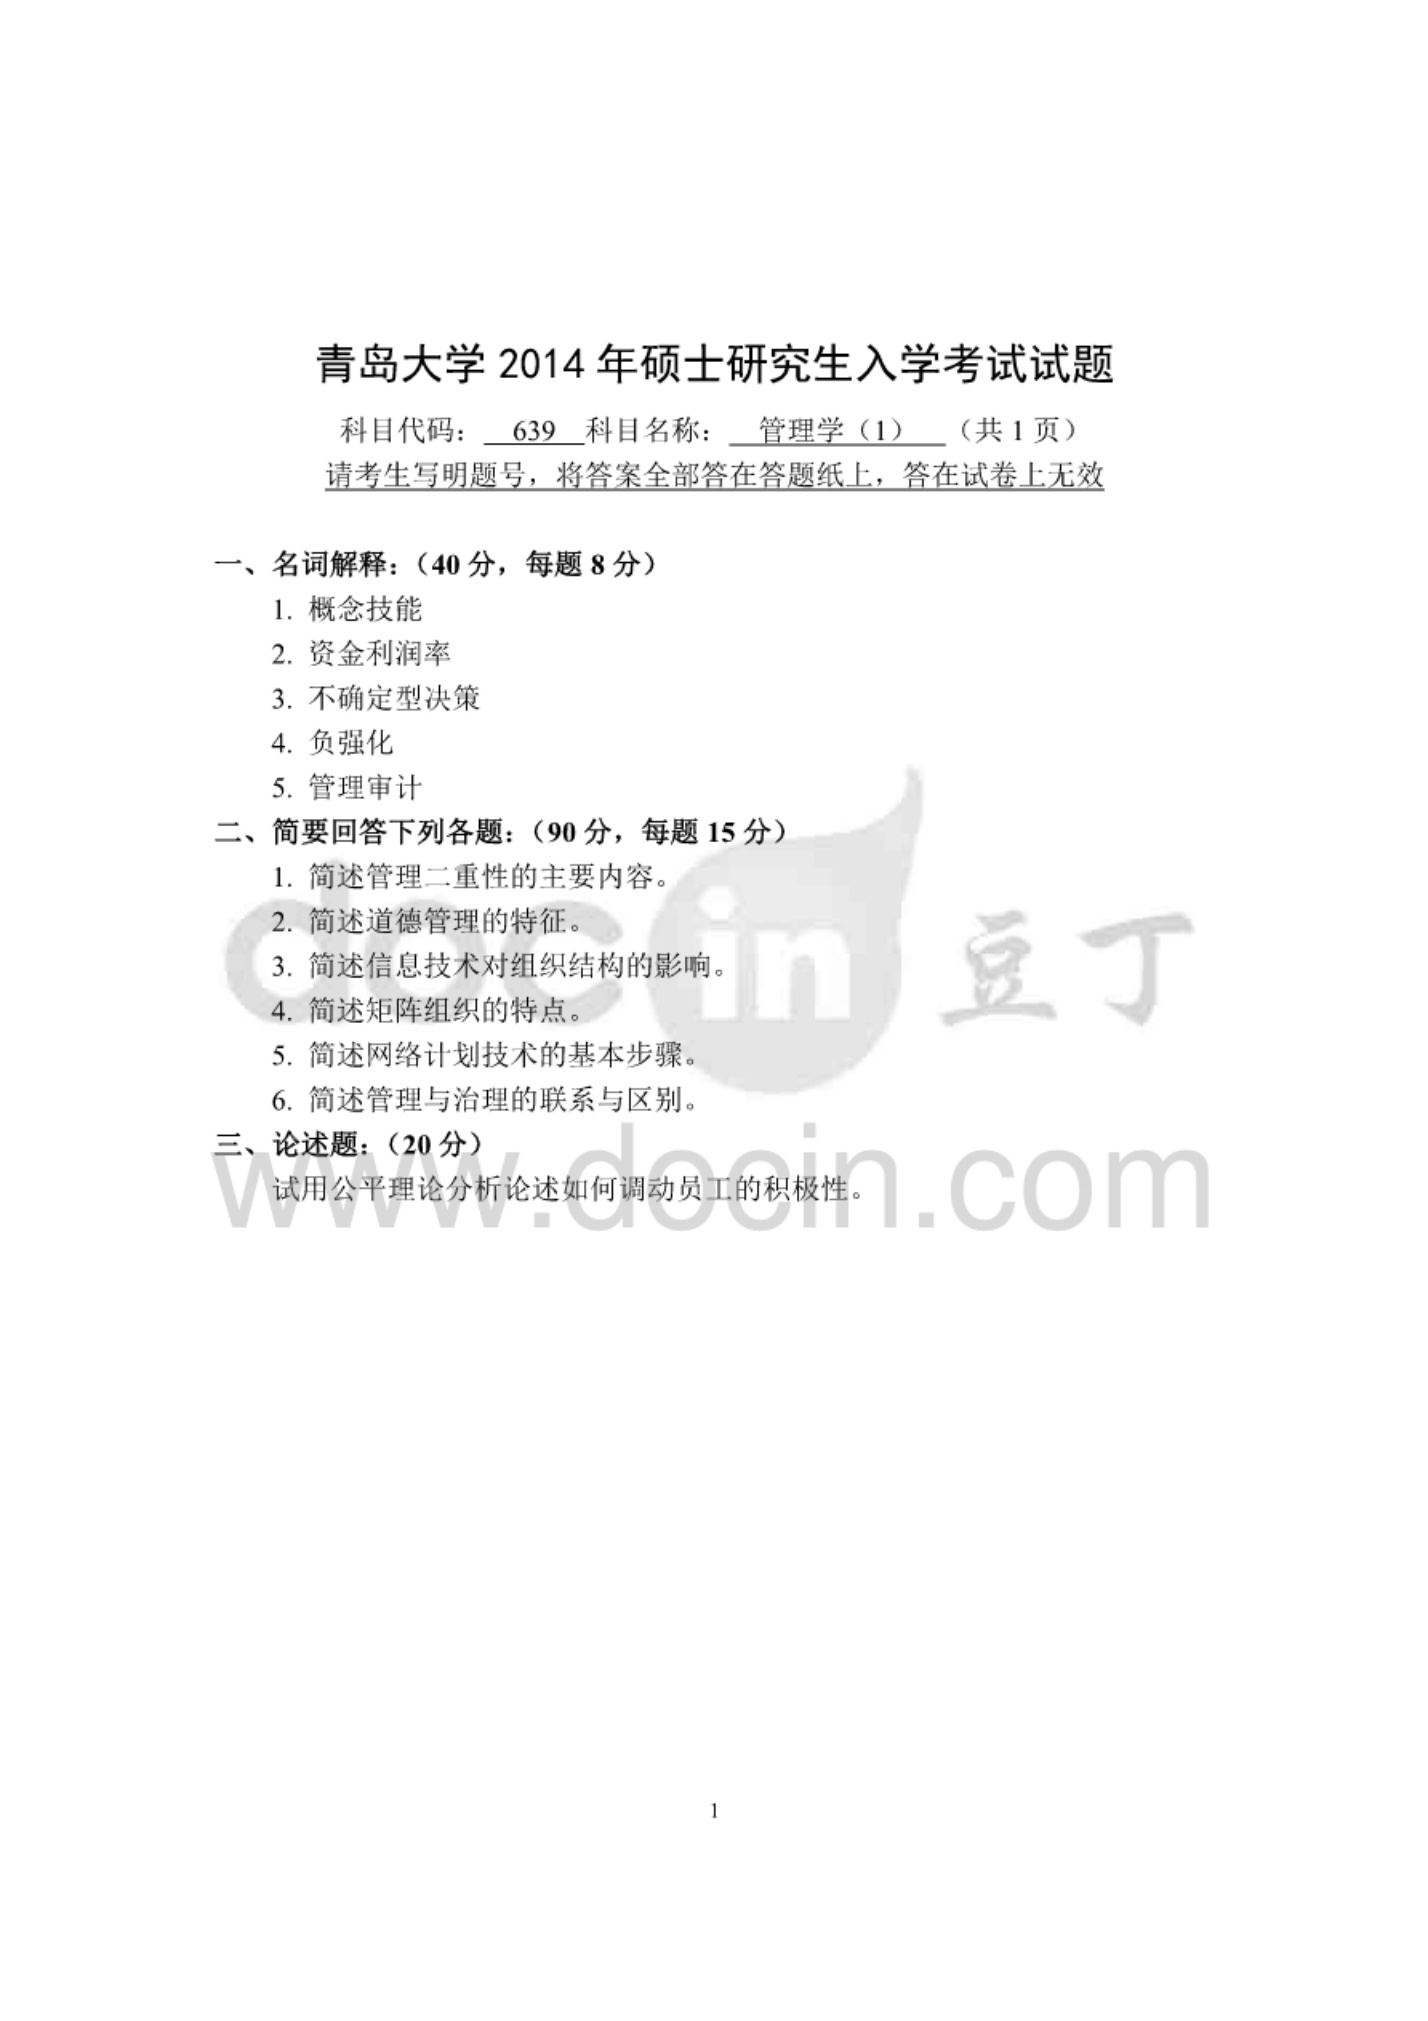 青岛大学 2014 年硕士研究生入学考试试题
科目代码： 639 科目名称： 管理学（1） （共 1 页）
请考生写明题号，将答案全部答在答题纸上，答在试卷上无效
一、名词解释：（40 分，每题 8 分）
1. 概念技能
2. 资金利润率
3. 不确定型决策
4. 负强化
5. 管理审计
二、简要回答下列各题：（90 分，每题 15 分）
1. 简述管理二重性的主要内容。
2. 简述道德管理的特征。
3. 简述信息技术对组织结构的影响。
4. 简述矩阵组织的特点。
5. 简述网络计划技术的基本步骤。
6. 简述管理与治理的联系与区别。
三、论述题：（20 分）
试用公平理论分析论述如何调动员工的积极性。
docin 豆丁
www.docin.com
1